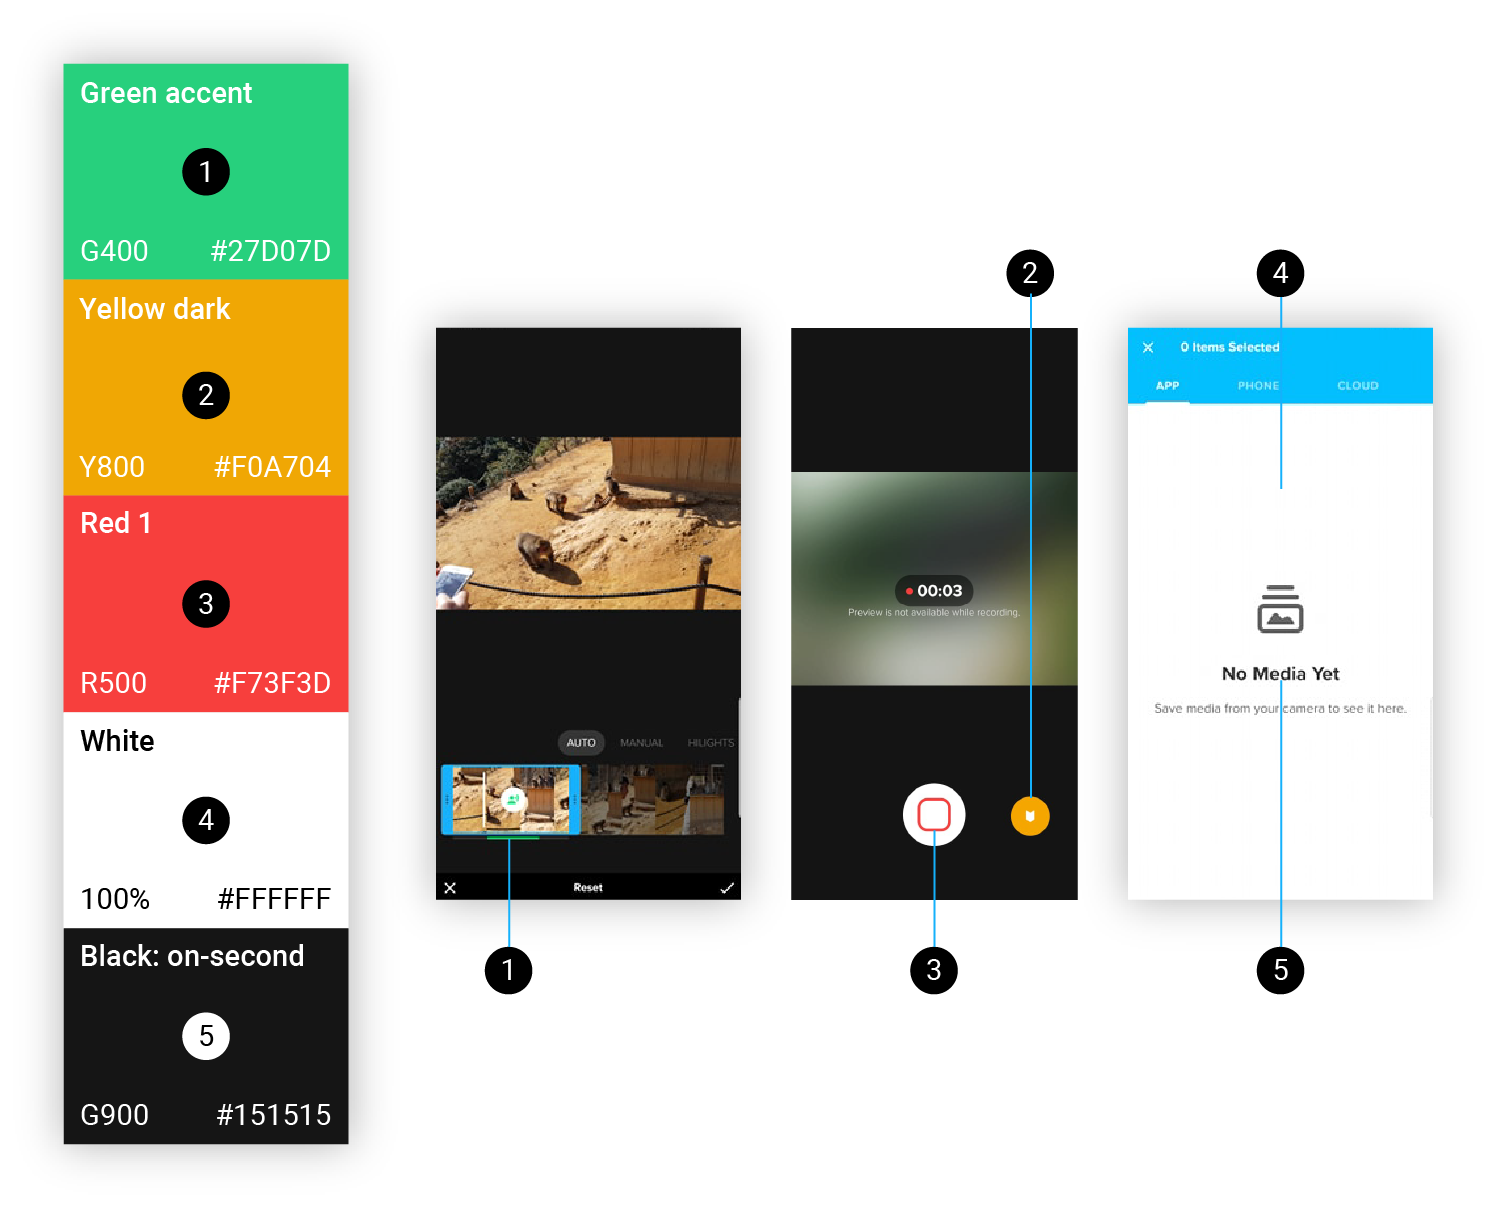 Green accent
1
G400 #27D07D
Yellow dark
2
Y800 #F0A704
Red 1
3
R500 #F73F3D
White
4
100% #FFFFFF
Black: on-second
5
G900 #151515
AUTO MANUAL HILIGHTS
Reset
1
2
00:03
Preview is not available while recording.
3
4
0 Items Selected
APP PHONE CLOUD
No Media Yet
Save media from your camera to see it here.
5